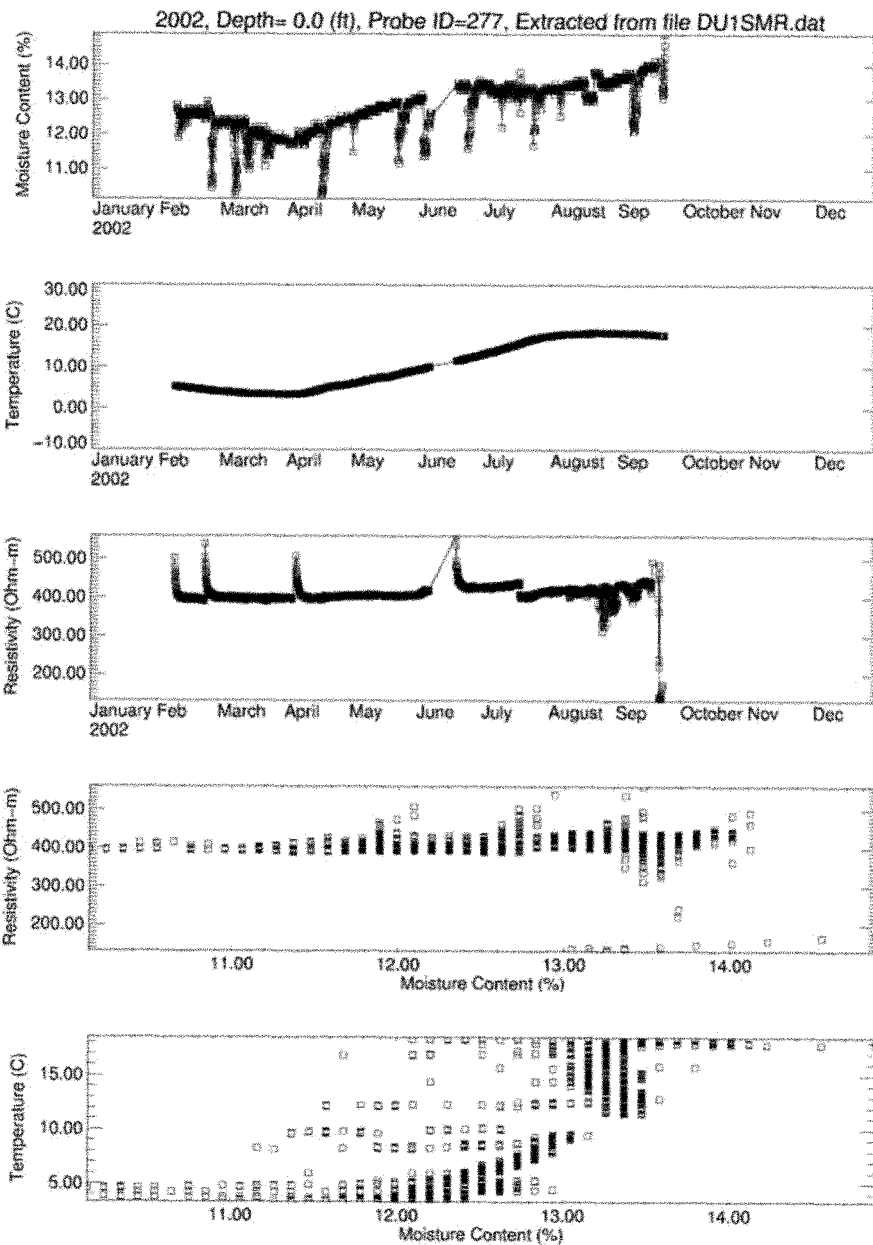 2002, Depth= 0.0 (ft), Probe ID=277, Extracted from file DU1SMR.dat
Moisture Content (%)
14.00
13.00
12.00
11.00
January Feb March April May June July August Sep October Nov Dec
2002
Temperature (C)
30.00
20.00
10.00
0.00
-10.00
January Feb March April May June July August Sep October Nov Dec
2002
Resistivity (Ohm-m)
500.00
400.00
300.00
200.00
January Feb March April May June July August Sep October Nov Dec
2002
Resistivity (Ohm-m)
500.00
400.00
300.00
200.00
11.00 12.00 13.00 14.00
Moisture Content (%)
Temperature (C)
15.00
10.00
5.00
11.00 12.00 13.00 14.00
Moisture Content (%)